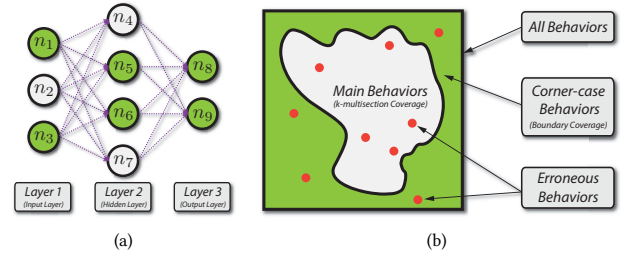 (a)
n1
n2
n3
n4
n5
n6
n7
n8
n9
Layer 1
(Input Layer)
Layer 2
(Hidden Layer)
Layer 3
(Output Layer)
(b)
Main Behaviors
(k-multisection Coverage)
All Behaviors
Corner-case
Behaviors
(Boundary Coverage)
Erroneous
Behaviors
(a)
(b)